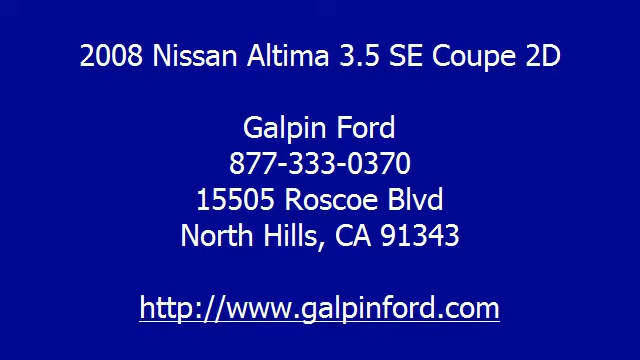 2008 Nissan Altima 3.5 SE Coupe 2D
Galpin Ford
877-333-0370
15505 Roscoe Blvd
North Hills, CA 91343
http://www.galpinford.com